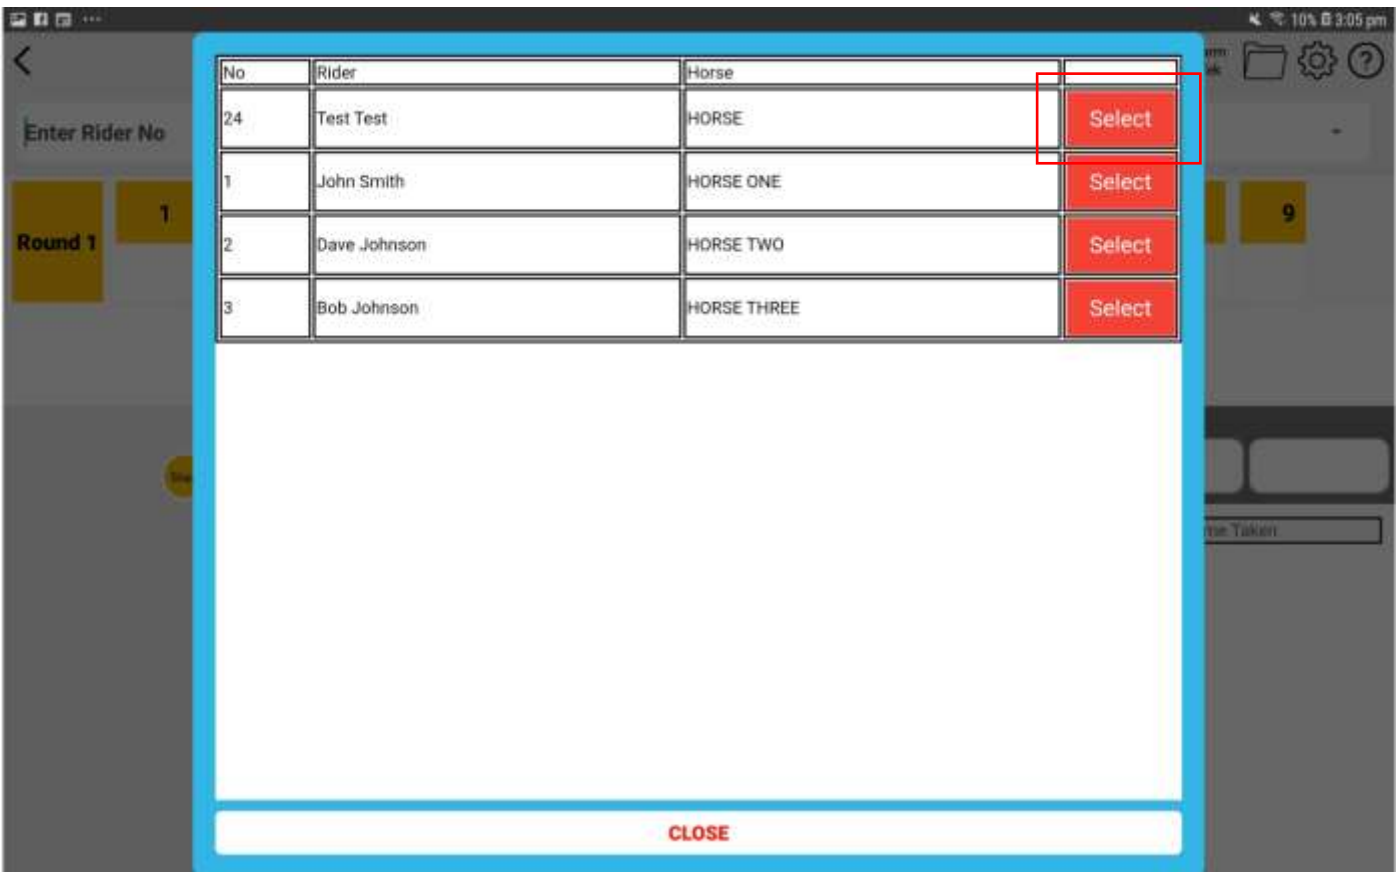 10% 3:05 pm
No Rider Horse
Enter Rider No
24 Test Test HORSE Select
1 John Smith HORSE ONE Select
2 Dave Johnson HORSE TWO Select
3 Bob Johnson HORSE THREE Select
Round 1
1
9
Taken
CLOSE